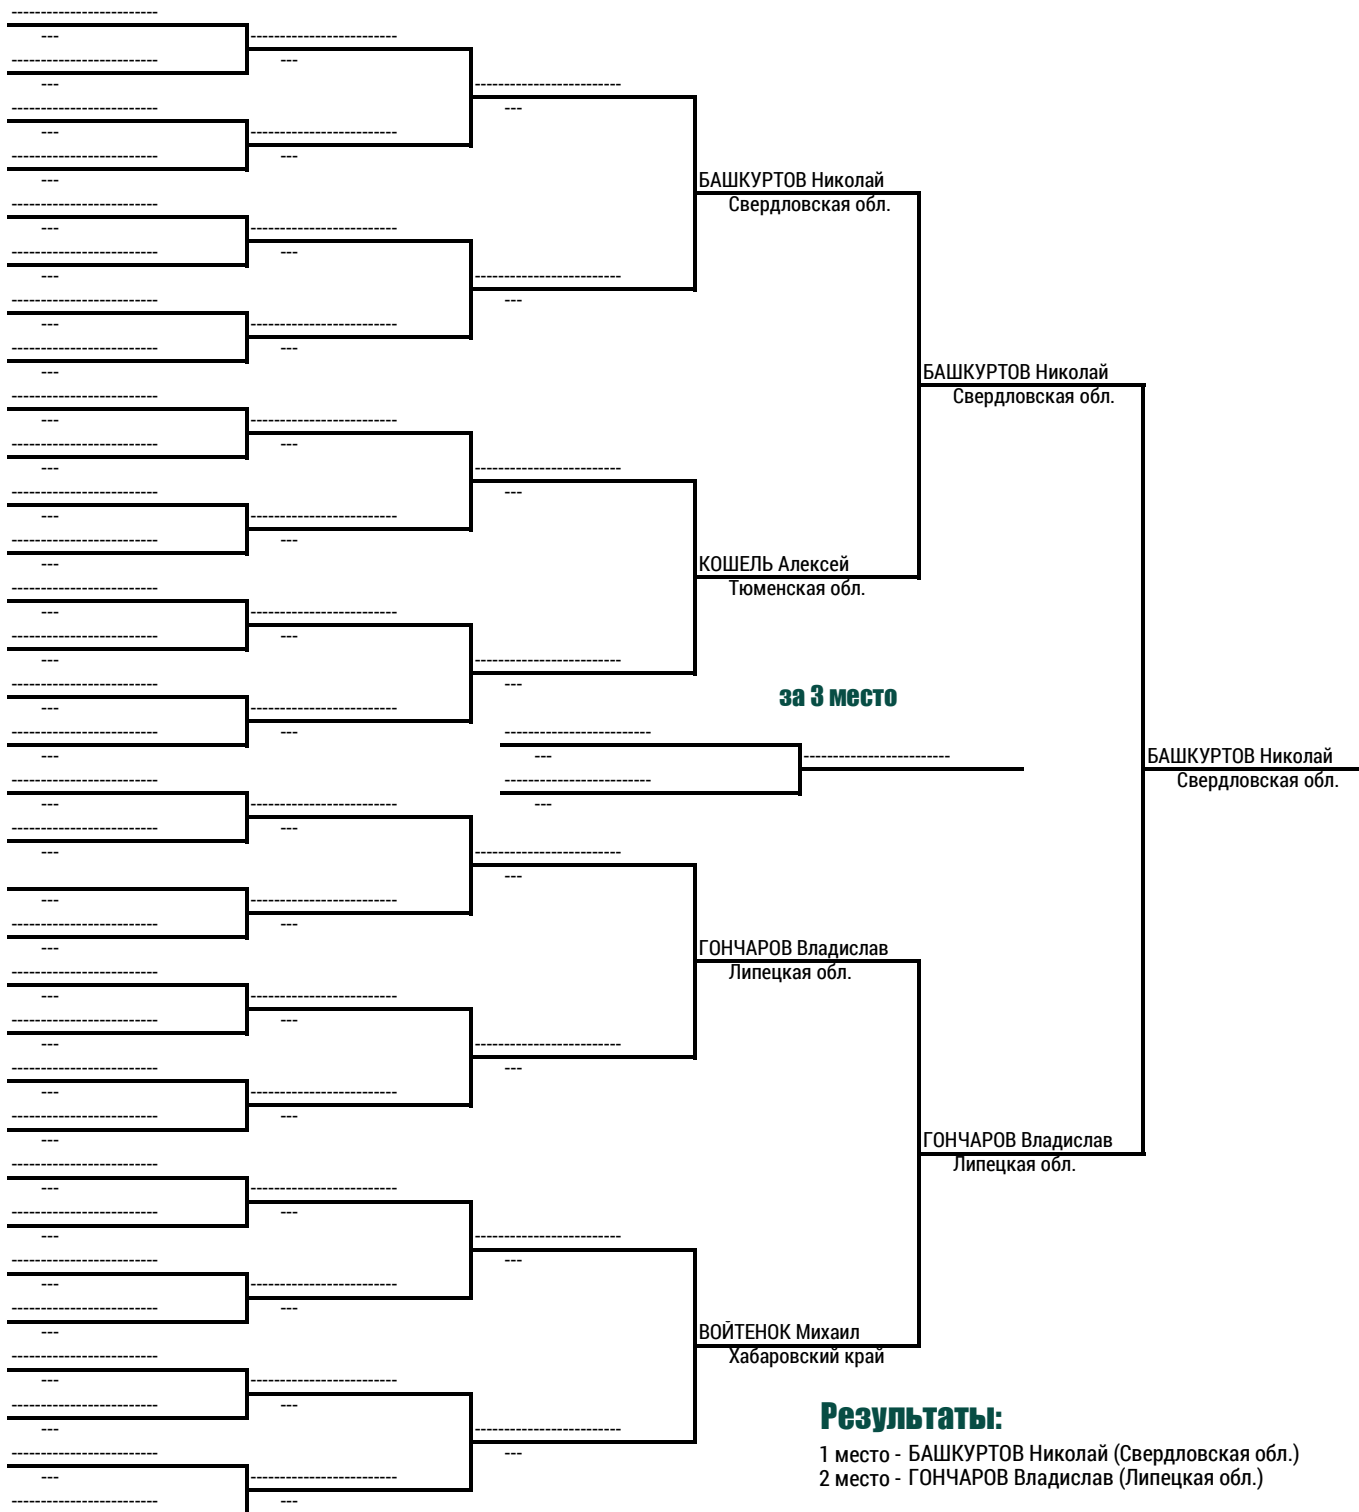 БАШКУРТОВ Николай
Свердловская обл.
БАШКУРТОВ Николай
Свердловская обл.
КОШЕЛЬ Алексей
Тюменская обл.
за 3 место
БАШКУРТОВ Николай
Свердловская обл.
ГОНЧАРОВ Владислав
Липецкая обл.
ГОНЧАРОВ Владислав
Липецкая обл.
ВОЙТЕНОК Михаил
Хабаровский край
Результаты:
1 место - БАШКУРТОВ Николай (Свердловская обл.)
2 место - ГОНЧАРОВ Владислав (Липецкая обл.)